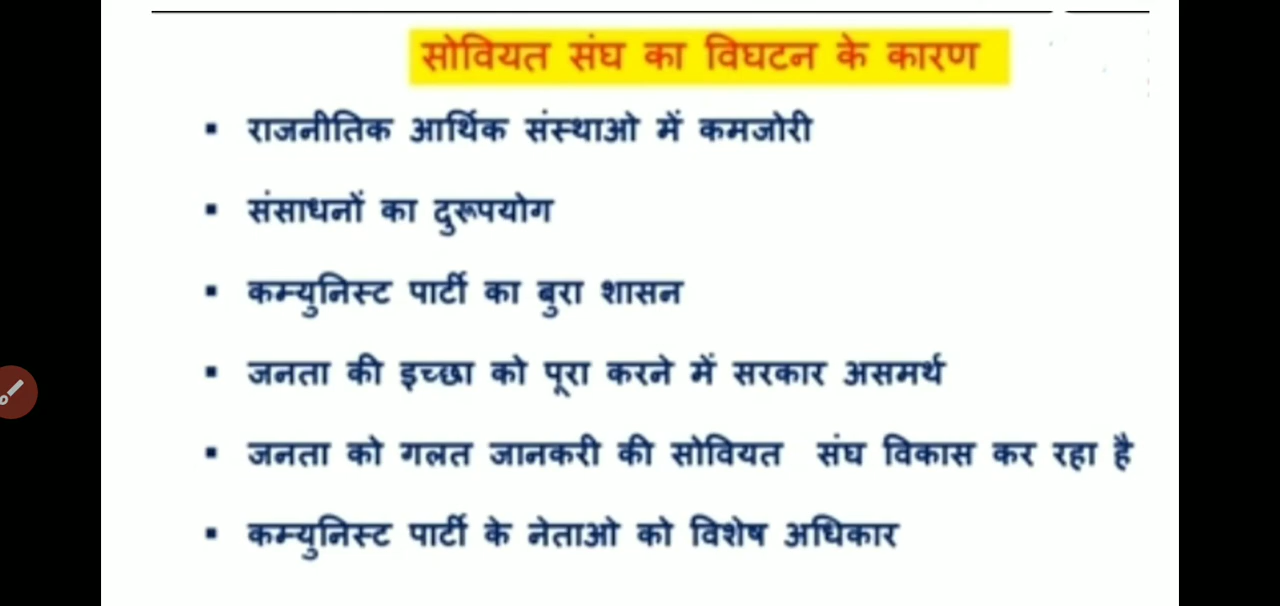 सोवियत संघ का विघटन के कारण
▪ राजनीतिक आर्थिक संस्थाओ में कमजोरी
▪ संसाधनों का दुरूपयोग
▪ कम्युनिस्ट पार्टी का बुरा शासन
▪ जनता की इच्छा को पूरा करने में सरकार असमर्थ
▪ जनता को गलत जानकरी की सोवियत संघ विकास कर रहा है
▪ कम्युनिस्ट पार्टी के नेताओ को विशेष अधिकार